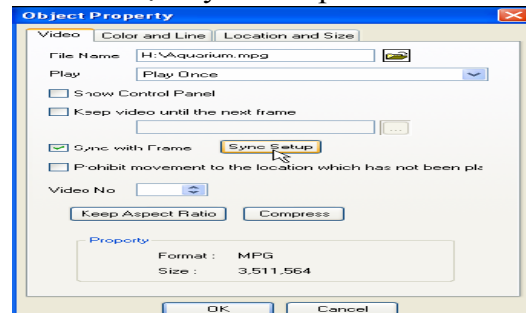 Object Property
Video Color and Line Location and Size
File Name H:\Aquarium.mpg
Play Play Once
Show Control Panel
Keep video until the next frame
...
Sync with Frame Sync Setup
Prohibit movement to the location which has not been pla
Video No
Keep Aspect Ratio Compress
Property
Format : MPG
Size : 3,511,564
OK Cancel